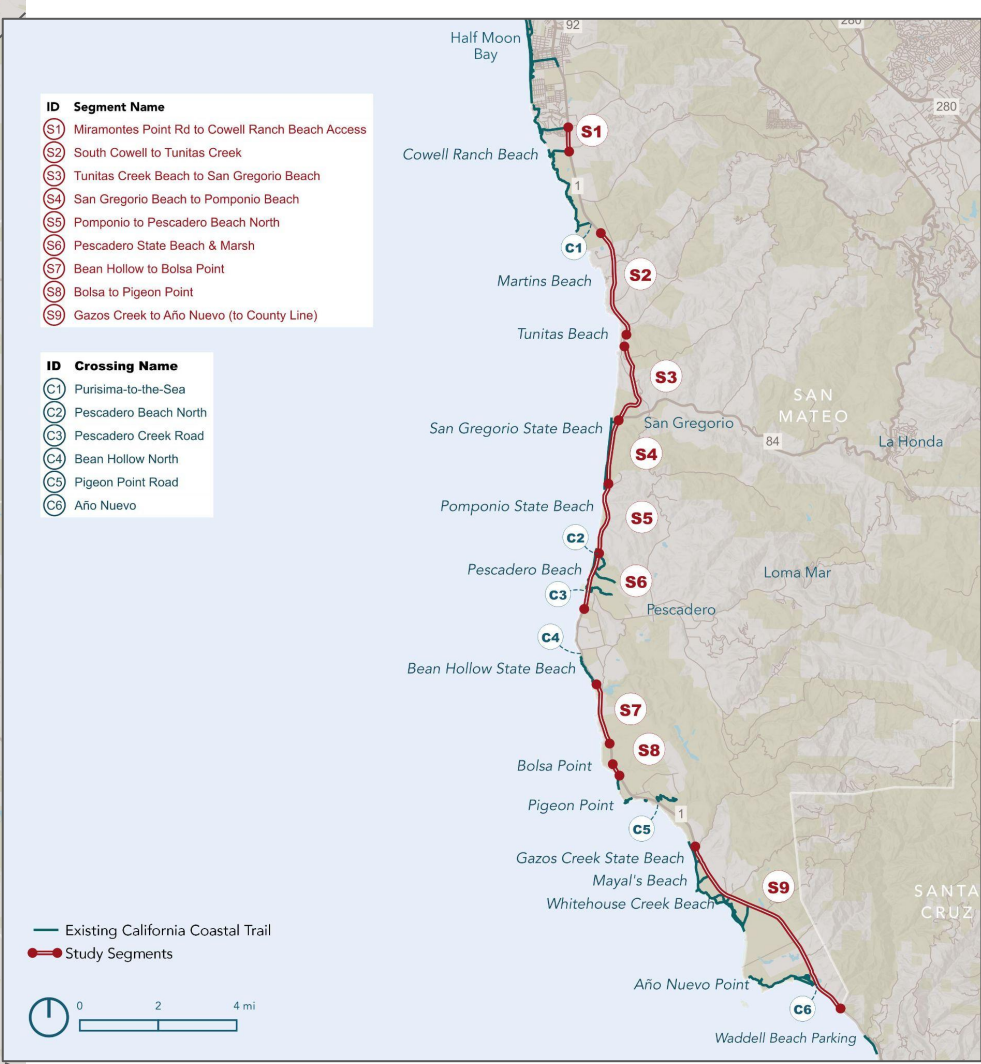 92
280
Half Moon
Bay
280
ID Segment Name
S1 Miramontes Point Rd to Cowell Ranch Beach Access
S2 South Cowell to Tunitas Creek
S3 Tunitas Creek Beach to San Gregorio Beach
S4 San Gregorio Beach to Pomponio Beach
S5 Pomponio to Pescadero Beach North
S6 Pescadero State Beach & Marsh
S7 Bean Hollow to Bolsa Point
S8 Bolsa to Pigeon Point
S9 Gazos Creek to Año Nuevo (to County Line)
ID Crossing Name
C1 Purisima-to-the-Sea
C2 Pescadero Beach North
C3 Pescadero Creek Road
C4 Bean Hollow North
C5 Pigeon Point Road
C6 Año Nuevo
S1
Cowell Ranch Beach
1
C1
S2
Martins Beach
Tunitas Beach
S3
SAN
MATEO
San Gregorio State Beach
San Gregorio
84
La Honda
S4
Pomponio State Beach
S5
C2
Pescadero Beach
Loma Mar
S6
C3
Pescadero
C4
Bean Hollow State Beach
S7
S8
Bolsa Point
Pigeon Point
1
C5
Gazos Creek State Beach
Mayal's Beach
S9
Whitehouse Creek Beach
SANTA
CRUZ
Existing California Coastal Trail
Study Segments
Año Nuevo Point
C6
0 2 4 mi
Waddell Beach Parking